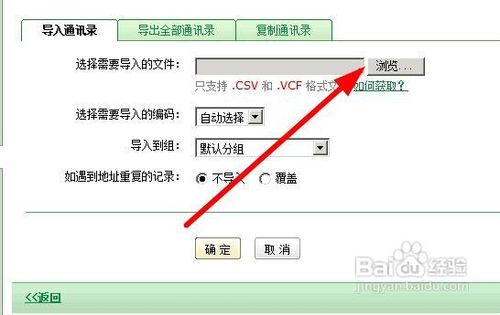 导入通讯录 导出全部通讯录 复制通讯录
选择需要导入的文件： 浏览...
只支持 .CSV 和 .VCF 格式文 如何获取？
选择需要导入的编码： 自动选择
导入到组： 默认分组
如遇到地址重复的记录： 不导入 覆盖
确 定 取 消
<<返回
Baidu 经验
jingyan.baidu.com